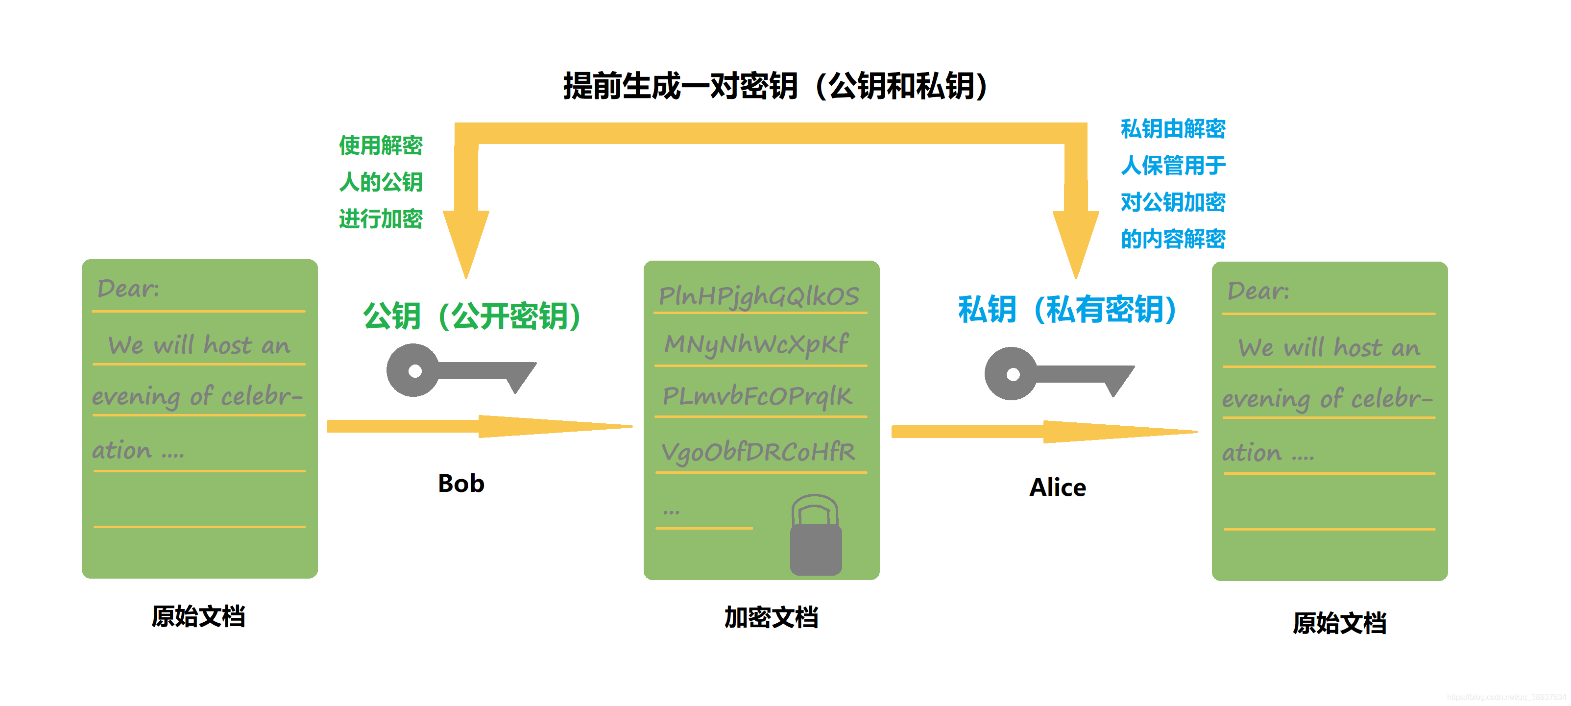 提前生成一对密钥（公钥和私钥）
使用解密
人的公钥
进行加密
私钥由解密
人保管用于
对公钥加密
的内容解密
公钥（公开密钥）
私钥（私有密钥）
Dear:
We will host an
evening of celebr-
ation ....
Bob
PlnHPjghGQlkOS
MNyNhWcXpKf
PLmvbFcOPrqlK
VgoObfDRCoHfR
...
Alice
Dear:
We will host an
evening of celebr-
ation ....
原始文档
加密文档
原始文档